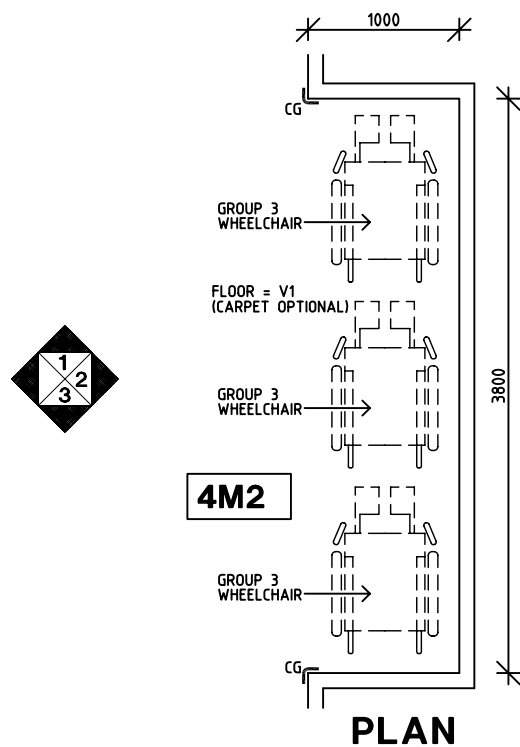 1000
CG
GROUP 3
WHEELCHAIR
FLOOR = V1
(CARPET OPTIONAL)
1
2
3
3800
GROUP 3
WHEELCHAIR
4M2
GROUP 3
WHEELCHAIR
CG
PLAN